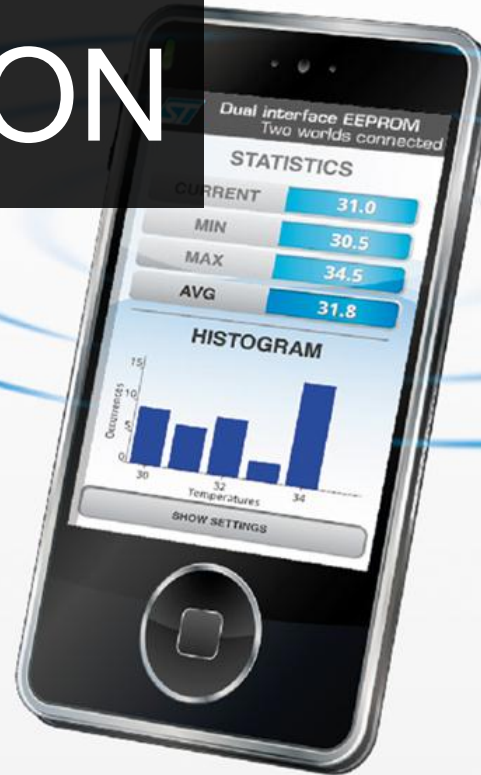 ON
ST
Dual interface EEPROM
Two worlds connected
STATISTICS
CURRENT 31.0
MIN 30.5
MAX 34.5
AVG 31.8
HISTOGRAM
15
10
5
0
Occurrences
30 32 34
Temperatures
SHOW SETTINGS